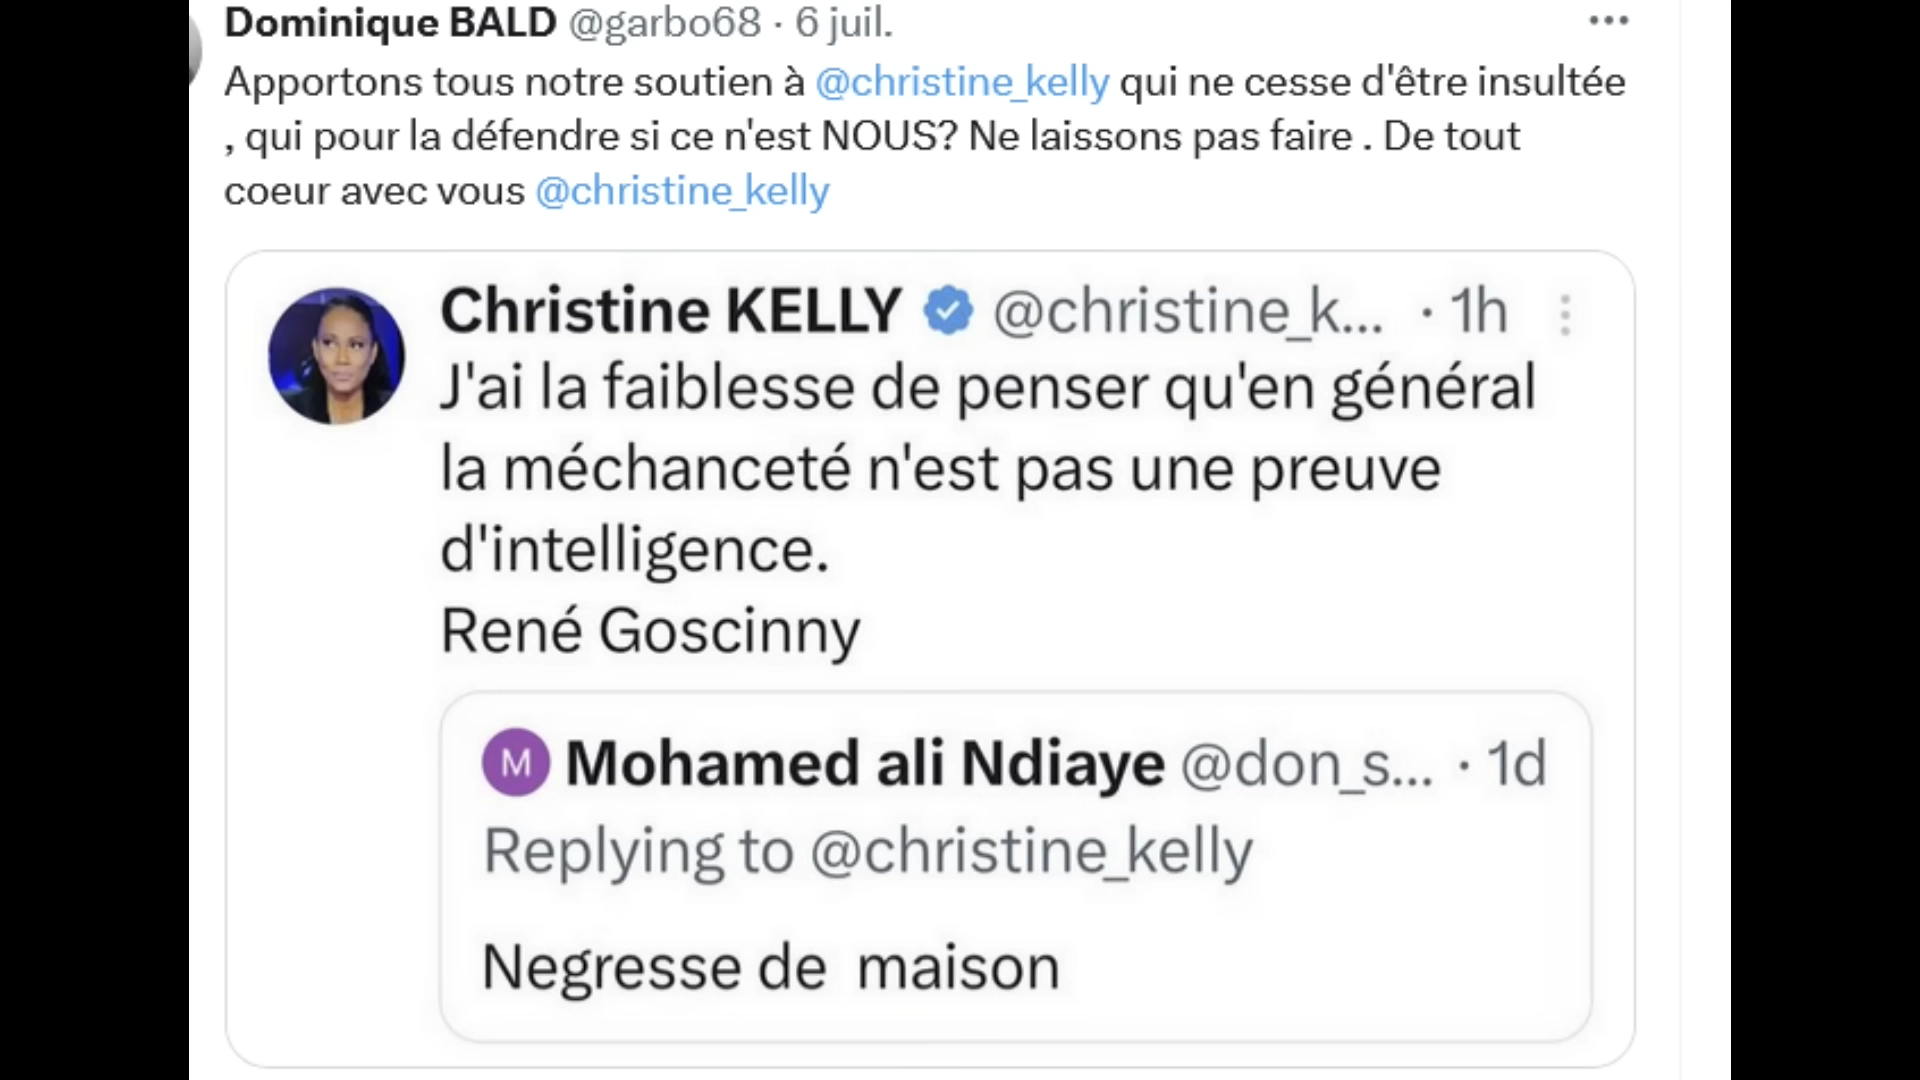 Dominique BALD @garbo68 · 6 juil.
Apportons tous notre soutien à @christine_kelly qui ne cesse d'être insultée
, qui pour la défendre si ce n'est NOUS? Ne laissons pas faire . De tout
coeur avec vous @christine_kelly
Christine KELLY @christine_k... · 1h
J'ai la faiblesse de penser qu'en général
la méchanceté n'est pas une preuve
d'intelligence.
René Goscinny
M Mohamed ali Ndiaye @don_s... · 1d
Replying to @christine_kelly
Negresse de maison